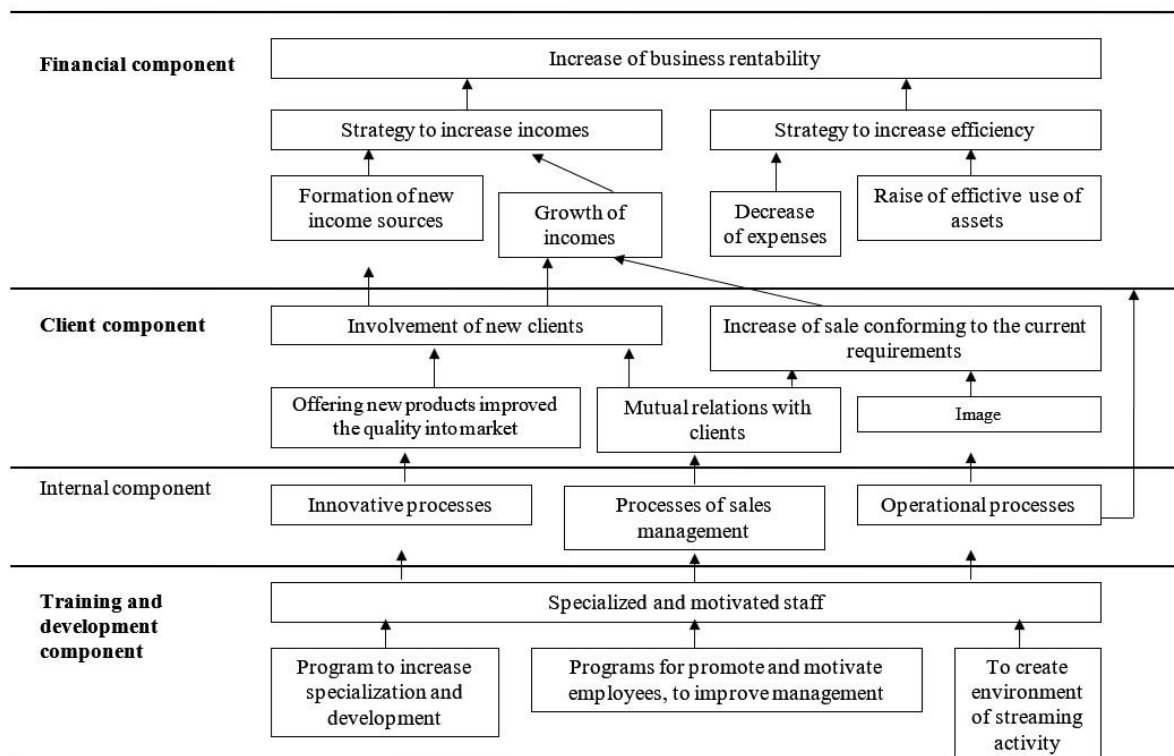 Financial component
Increase of business rentability
Strategy to increase incomes
Strategy to increase efficiency
Formation of new
income sources
Growth of
incomes
Decrease
of expenses
Raise of effictive use of
assets
Client component
Involvement of new clients
Increase of sale conforming to the current
requirements
Offering new products improved
the quality into market
Mutual relations with
clients
Image
Internal component
Innovative processes
Processes of sales
management
Operational processes
Training and
development
component
Specialized and motivated staff
Program to increase
specialization and
development
Programs for promote and motivate
employees, to improve management
To create
environment
of streaming
activity